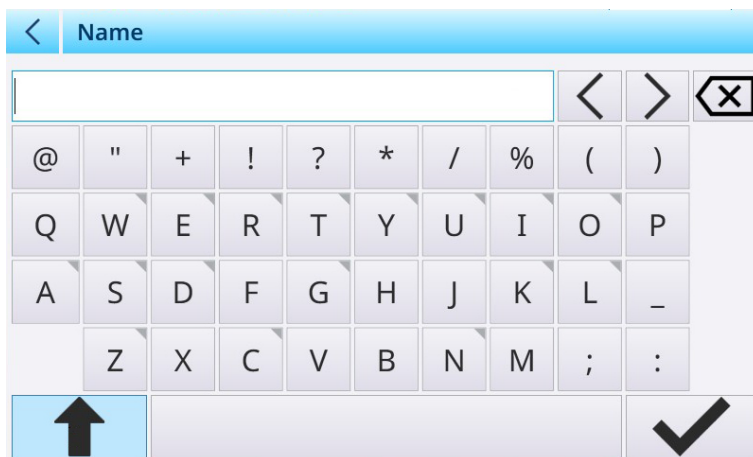 Name
@ " + ! ? * / % ( )
Q W E R T Y U I O P
A S D F G H J K L _
Z X C V B N M ; :